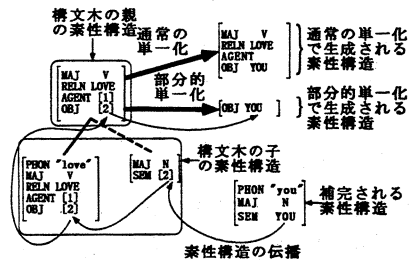 構文木の親
の素性構造
通常の
単一化
MAJ V
RELN LOVE
AGENT
OBJ YOU
通常の単一化
で生成される
素性構造
MAJ V
RELN LOVE
AGENT [1]
OBJ [2]
部分的
単一化
OBJ YOU
部分的単一化
で生成される
素性構造
PHON "love"
MAJ V
RELN LOVE
AGENT [1]
OBJ [2]
MAJ N
SEM [2]
構文木の子
の素性構造
PHON "you"
MAJ N
SEM YOU
補完される
素性構造
素性構造の伝播